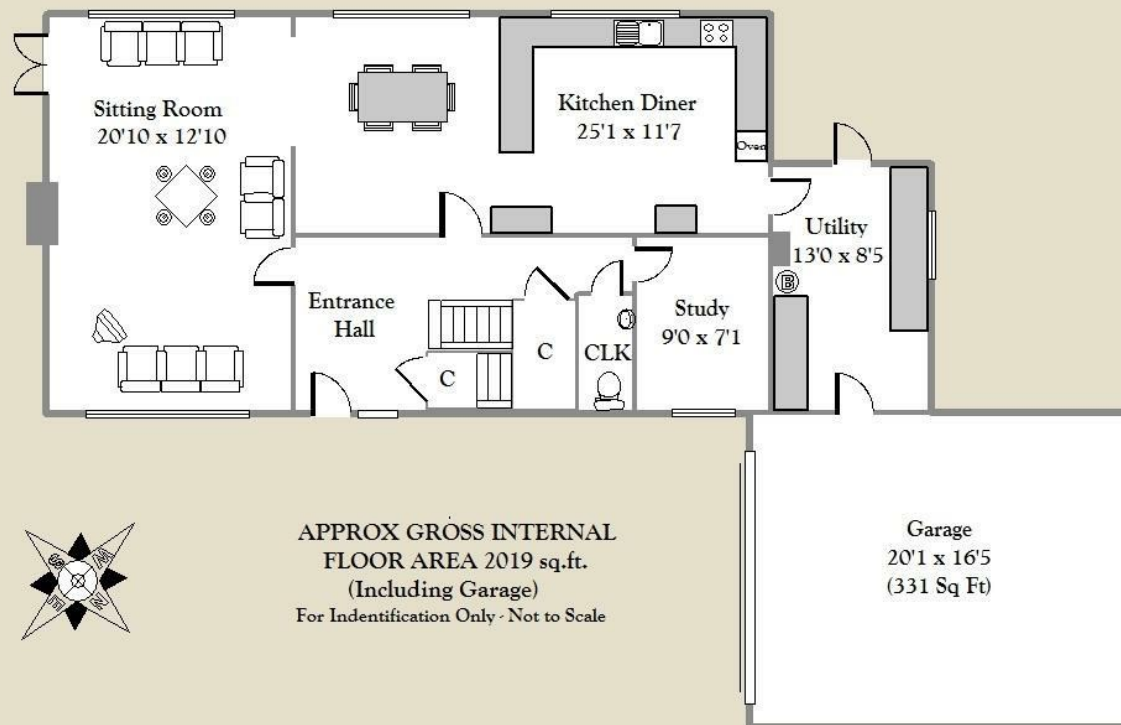 Sitting Room
20'10 x 12'10
Kitchen Diner
25'1 x 11'7
Oven
Utility
13'0 x 8'5
B
Entrance
Hall
Study
9'0 x 7'1
C
CLK
C
APPROX GROSS INTERNAL
FLOOR AREA 2019 sq.ft.
(Including Garage)
For Indentification Only - Not to Scale
Garage
20'1 x 16'5
(331 Sq Ft)
S
W
E
N